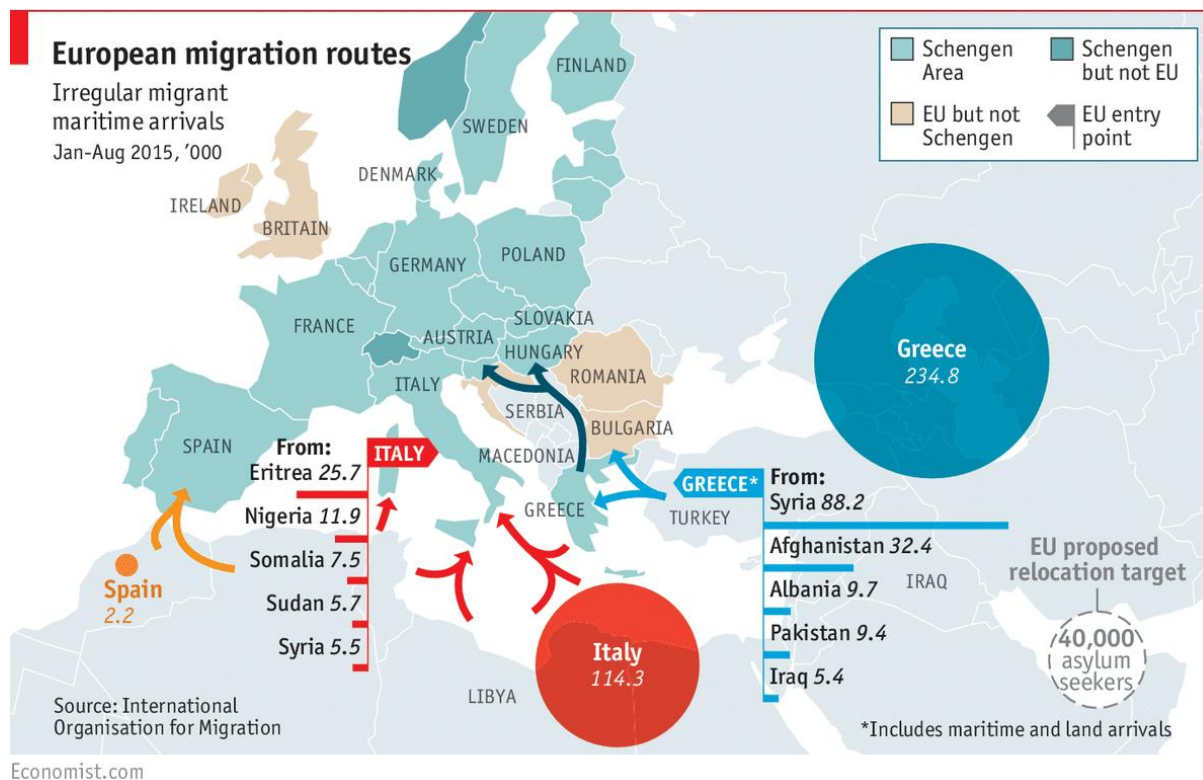 European migration routes
Irregular migrant
maritime arrivals
Jan-Aug 2015, ’000
Schengen
Area
Schengen
but not EU
EU but not
Schengen
EU entry
point
FINLAND
SWEDEN
DENMARK
IRELAND
BRITAIN
POLAND
GERMANY
SLOVAKIA
FRANCE
AUSTRIA
HUNGARY
ITALY
ROMANIA
SERBIA
SPAIN
BULGARIA
MACEDONIA
GREECE
TURKEY
IRAQ
LIBYA
Greece
234.8
From:
ITALY
Eritrea 25.7
Nigeria 11.9
Somalia 7.5
Sudan 5.7
Syria 5.5
GREECE*
From:
Syria 88.2
Afghanistan 32.4
Albania 9.7
Pakistan 9.4
Iraq 5.4
Spain
2.2
Italy
114.3
EU proposed
relocation target
40,000
asylum
seekers
Source: International
Organisation for Migration
*Includes maritime and land arrivals
Economist.com